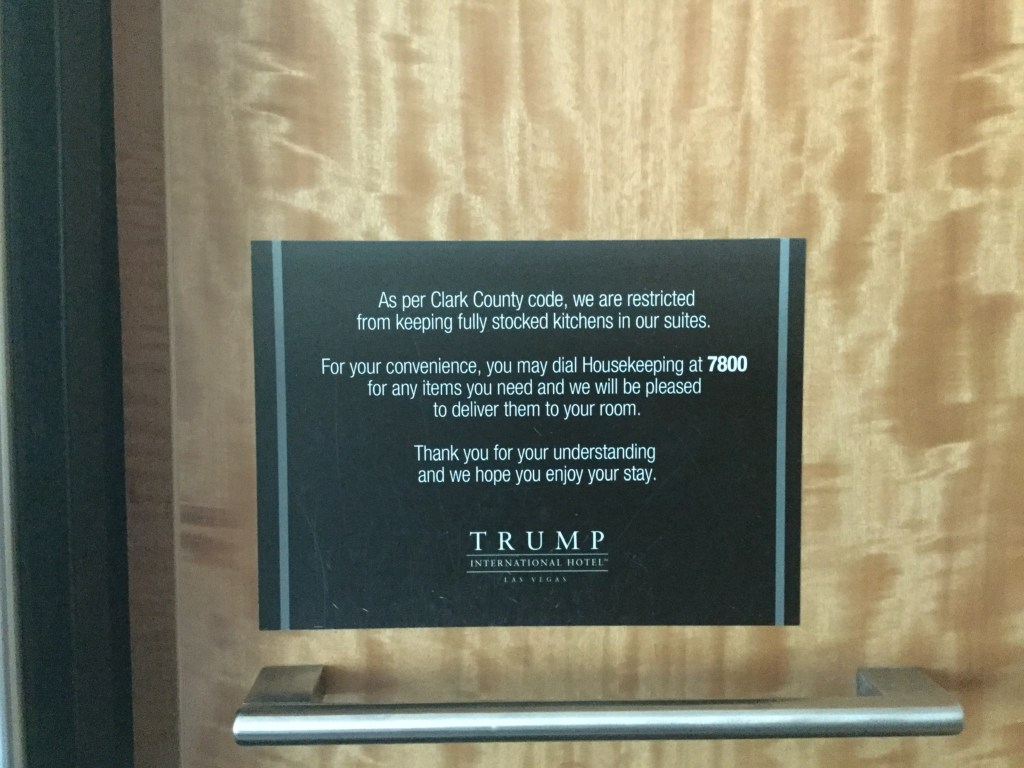 As per Clark County code, we are restricted
from keeping fully stocked kitchens in our suites.
For your convenience, you may dial Housekeeping at 7800
for any items you need and we will be pleased
to deliver them to your room.
Thank you for your understanding
and we hope you enjoy your stay.
TRUMP
INTERNATIONAL HOTEL™
LAS VEGAS